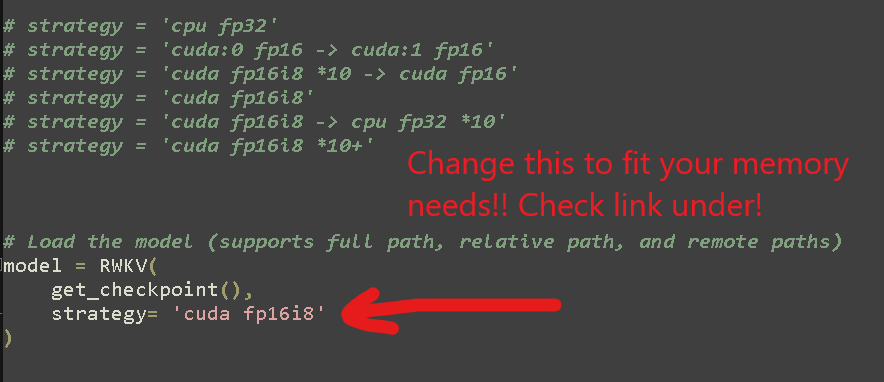 # strategy = 'cpu fp32'
# strategy = 'cuda:0 fp16 -> cuda:1 fp16'
# strategy = 'cuda fp16i8 *10 -> cuda fp16'
# strategy = 'cuda fp16i8'
# strategy = 'cuda fp16i8 -> cpu fp32 *10'
# strategy = 'cuda fp16i8 *10+'
Change this to fit your memory
needs!! Check link under!
# Load the model (supports full path, relative path, and remote paths)
model = RWKV(
    get_checkpoint(),
    strategy= 'cuda fp16i8'
)